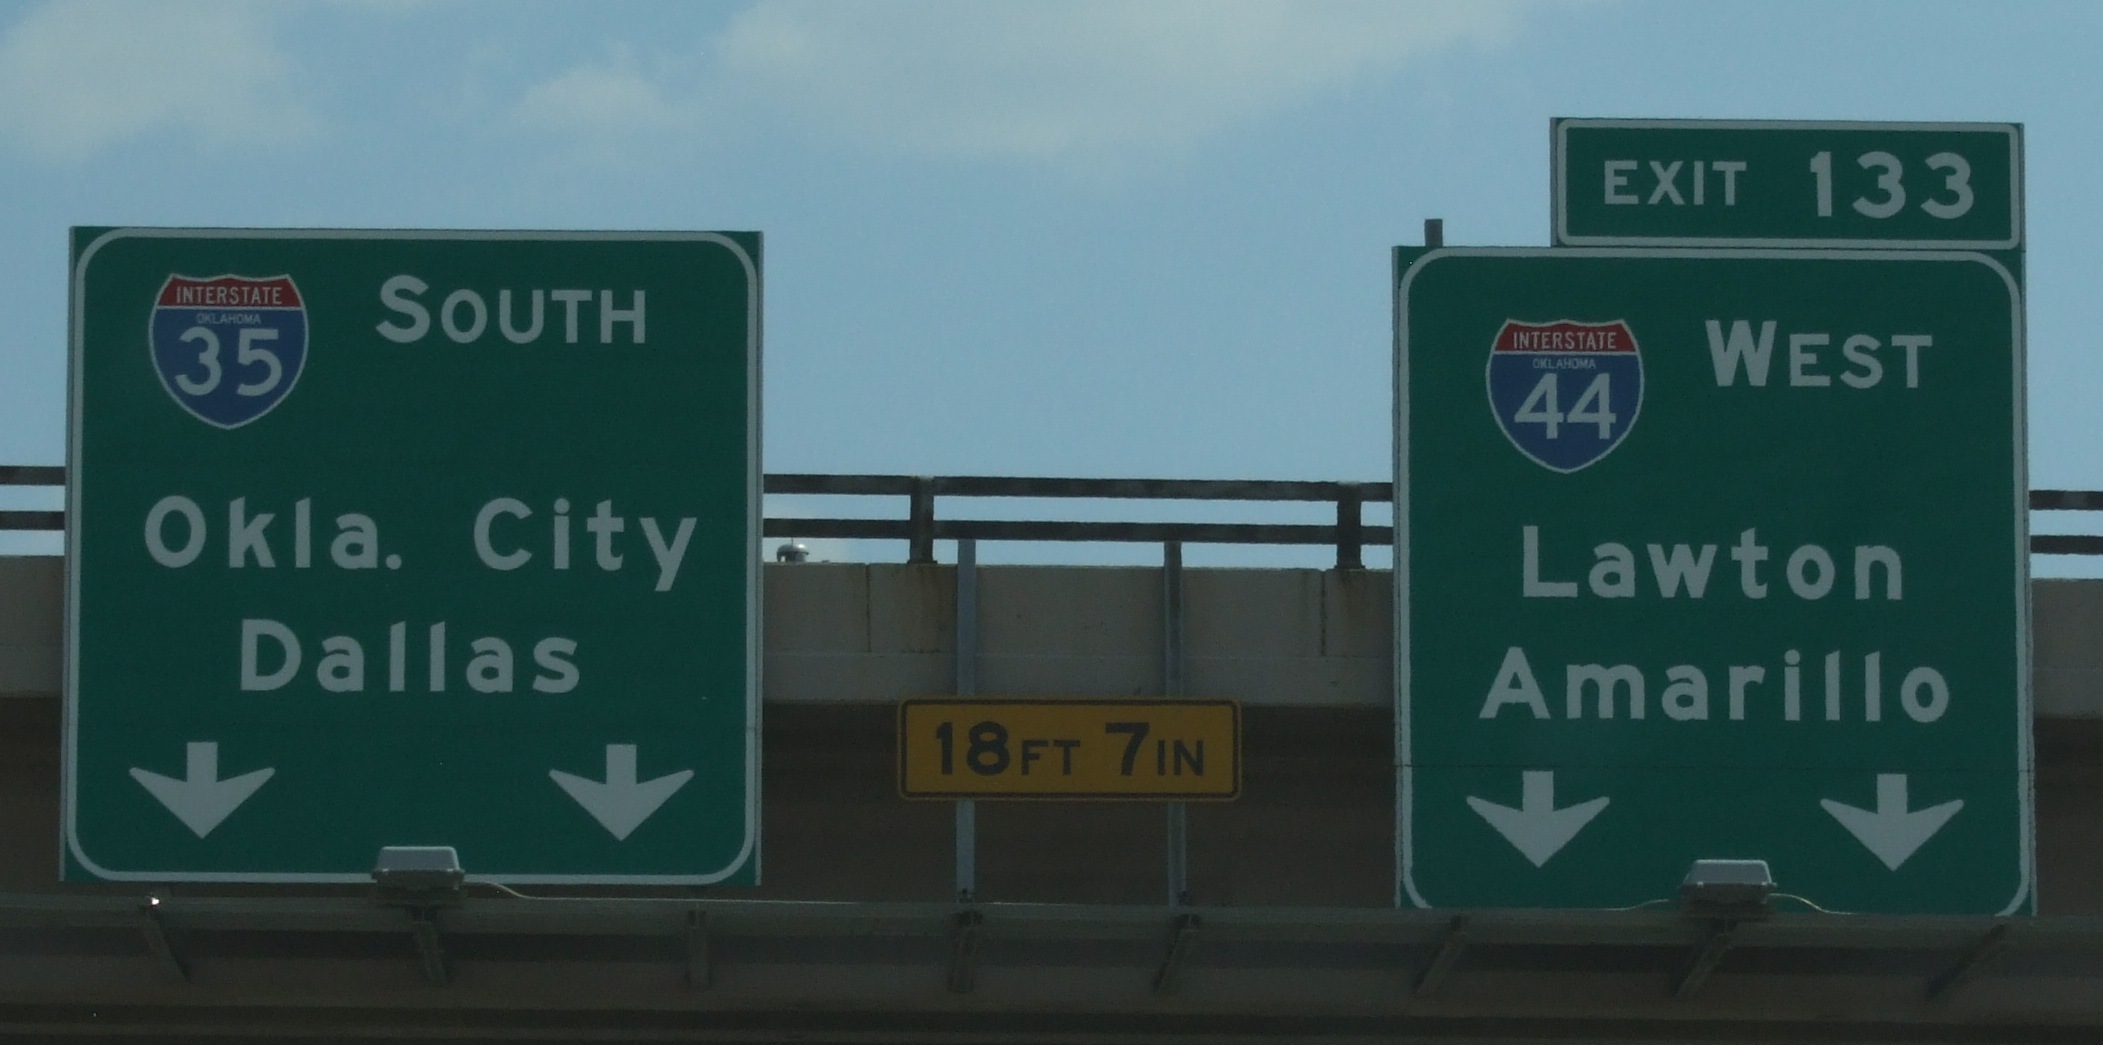 INTERSTATE
OKLAHOMA
35
SOUTH
Okla. City
Dallas
18FT 7IN
EXIT 133
INTERSTATE
OKLAHOMA
44
WEST
Lawton
Amarillo